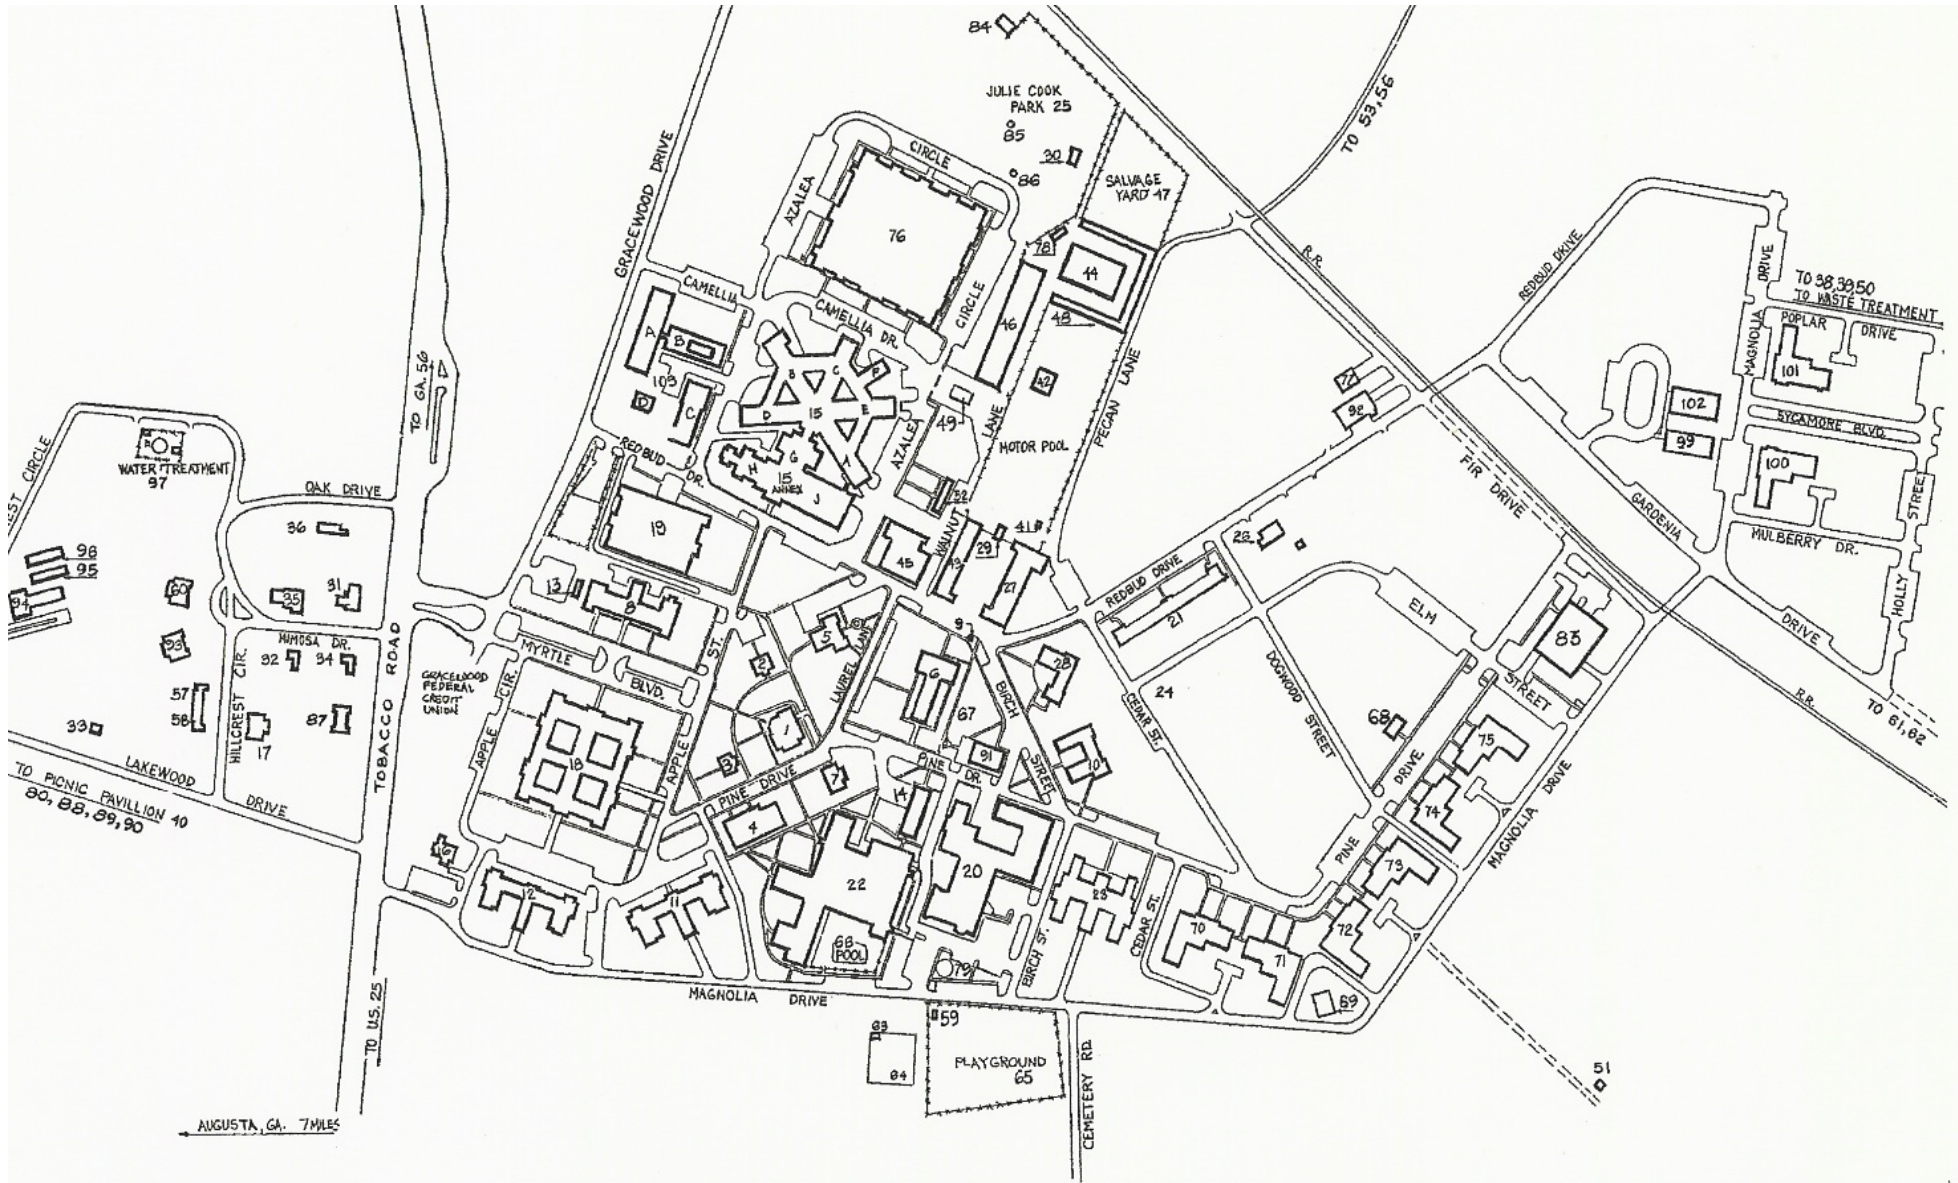 84
JULIE COOK
PARK 25
85
30
86
SALVAGE
YARD 47
TO 53,56
GRACEWOOD DRIVE
CIRCLE
AZALEA
76
78
44
48
46
CIRCLE
CAMELLIA
CAMELLIA DR.
R.R.
REDBUD DRIVE
DRIVE
MAGNOLIA
TO 38,39,50
TO WASTE TREATMENT
POPLAR
DRIVE
101
102
99
SYCAMORE BLVD.
100
MULBERRY DR.
STREET
HOLLY
GARDENIA
DRIVE
FIR DRIVE
TO 61,62
R.R.
77
92
A
B
103
C
D
B
C
F
D
15
E
A
G
H
15
ANNEX
J
49
42
LANE
MOTOR POOL
PECAN LANE
AZALEA
52
WALNUT
45
43
29
41
27
REDBUD
DR.
19
TO GA. 56
EST CIRCLE
WATER TREATMENT
97
OAK DRIVE
36
96
95
94
60
35
31
93
MIMOSA DR.
32
34
57
58
33
17
87
HILLCREST CIR.
LAKEWOOD
DRIVE
TO PICNIC PAVILLION 40
80, 88, 89, 90
TOBACCO ROAD
GRACEWOOD
FEDERAL
CREDIT
UNION
13
8
MYRTLE
BLVD.
APPLE CIR.
APPLE
ST.
18
2
5
LAUREL LANE
1
3
7
PINE DRIVE
4
6
9
67
BIRCH
STREET
28
10
91
PINE
DR.
14
20
22
68
POOL
79
23
BIRCH ST.
CEDAR ST.
CEDAR ST.
24
REDBUD DRIVE
21
26
DOGWOOD STREET
ELM
STREET
83
68
75
74
73
72
71
70
69
PINE
DRIVE
MAGNOLIA DRIVE
16
12
11
MAGNOLIA DRIVE
TO U.S. 25
63
64
59
PLAYGROUND
65
CEMETERY RD.
51
AUGUSTA, GA. 7 MILES